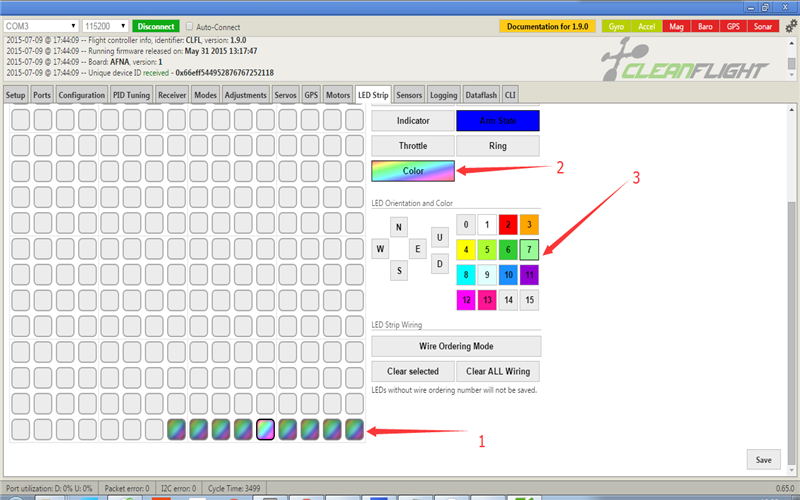 COM3
115200
Disconnect
Auto-Connect
Documentation for 1.9.0
Gyro
Accel
Mag
Baro
GPS
Sonar
2015-07-09 @ 17:44:09 -- Flight controller info, identifier: CLFL, version: 1.9.0
2015-07-09 @ 17:44:09 -- Running firmware released on: May 31 2015 13:17:47
2015-07-09 @ 17:44:09 -- Board: AFNA, version: 1
2015-07-09 @ 17:44:09 -- Unique device ID received - 0x66eff544952876767252118
CLEANFLIGHT
Setup
Ports
Configuration
PID Tuning
Receiver
Modes
Adjustments
Servos
GPS
Motors
LED Strip
Sensors
Logging
Dataflash
CLI
Indicator
Arm State
Throttle
Ring
Color
2
3
LED Orientation and Color
N
W
E
S
U
D
0
1
2
3
4
5
6
7
8
9
10
11
12
13
14
15
LED Strip Wiring
Wire Ordering Mode
Clear selected
Clear ALL Wiring
LEDs without wire ordering number will not be saved.
1
Save
Port utilization: D: 0% U: 0%
Packet error: 0
I2C error: 0
Cycle Time: 3499
0.65.0